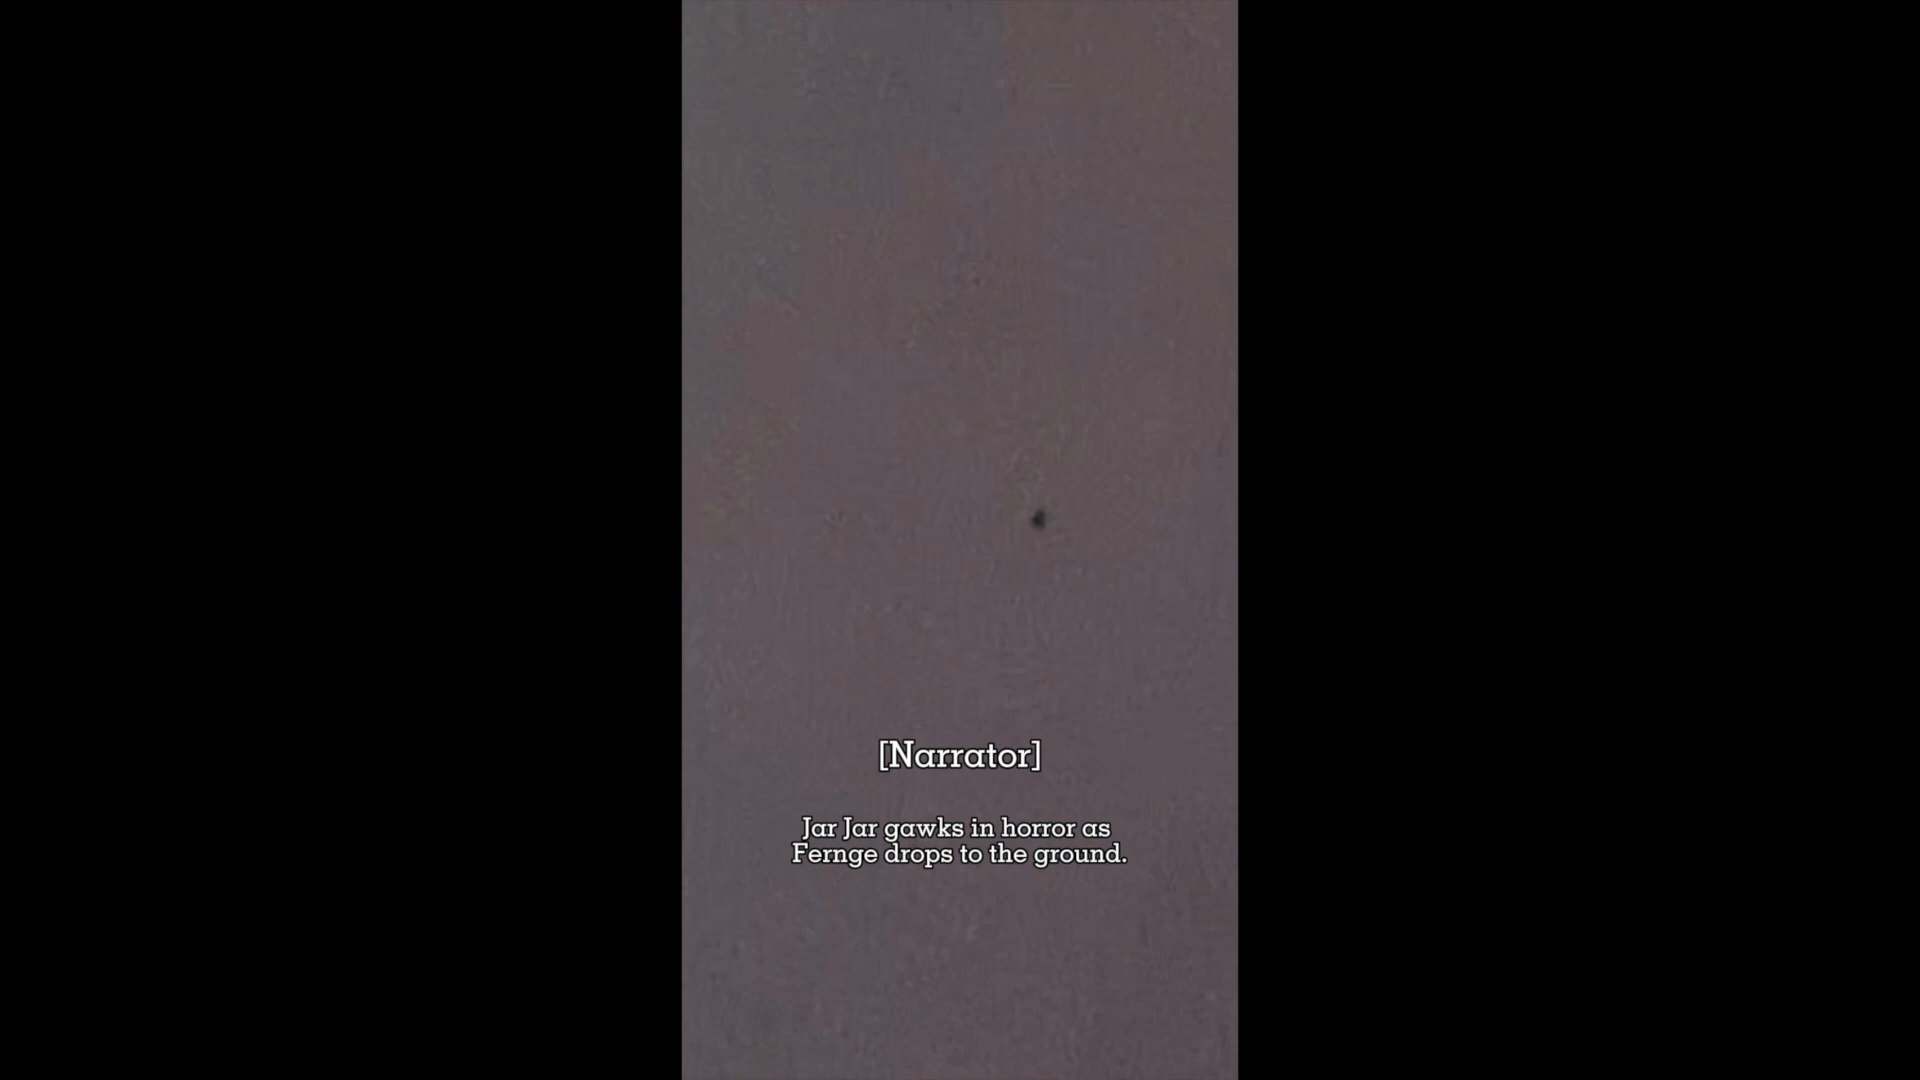 [Narrator]
Jar Jar gawks in horror as
Fernge drops to the ground.